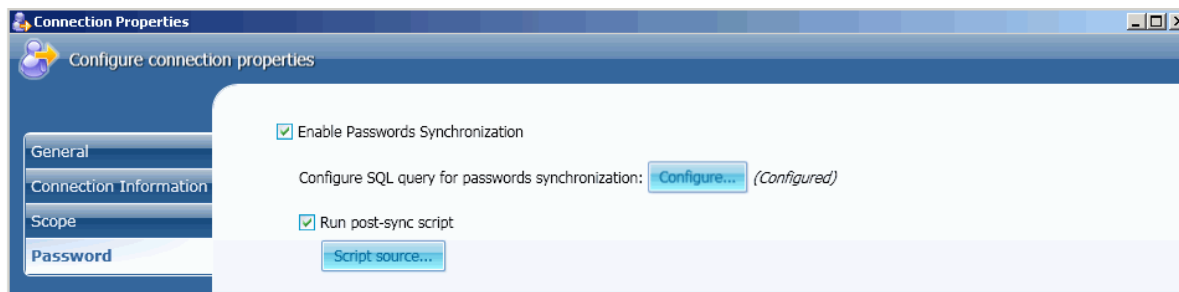 Connection Properties
Configure connection properties
General
Connection Information
Scope
Password
Enable Passwords Synchronization
Configure SQL query for passwords synchronization: Configure... (Configured)
Run post-sync script
Script source...